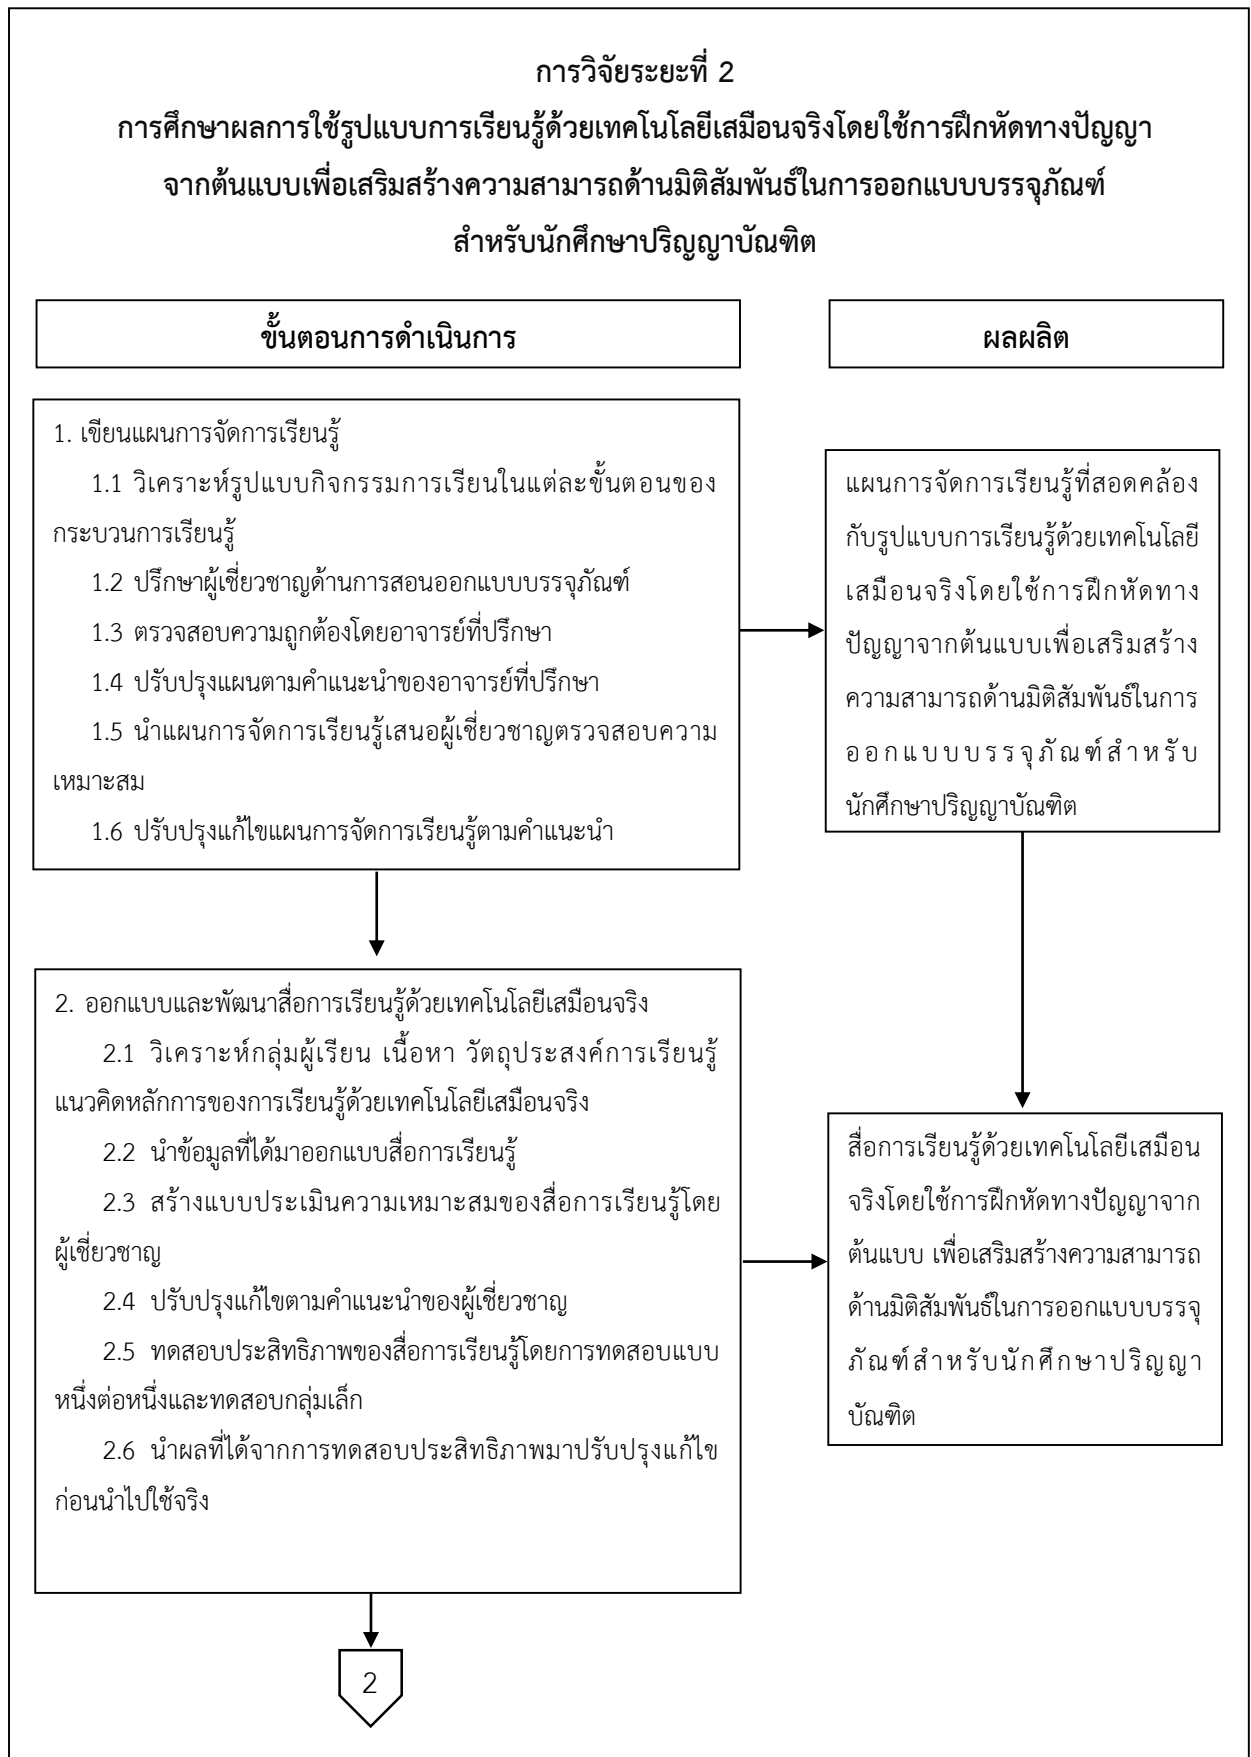 การวิจัยระยะที่ 2
การศึกษาผลการใช้รูปแบบการเรียนรู้ด้วยเทคโนโลยีเสมือนจริงโดยใช้การฝึกหัดทางปัญญา
จากต้นแบบเพื่อเสริมสร้างความสามารถด้านมิติสัมพันธ์ในการออกแบบบรรจุภัณฑ์
สำหรับนักศึกษาปริญญาบัณฑิต
ขั้นตอนการดำเนินการ
ผลผลิต
1. เขียนแผนการจัดการเรียนรู้
1.1 วิเคราะห์รูปแบบกิจกรรมการเรียนในแต่ละขั้นตอนของ
กระบวนการเรียนรู้
1.2 ปรึกษาผู้เชี่ยวชาญด้านการสอนออกแบบบรรจุภัณฑ์
1.3 ตรวจสอบความถูกต้องโดยอาจารย์ที่ปรึกษา
1.4 ปรับปรุงแผนตามคำแนะนำของอาจารย์ที่ปรึกษา
1.5 นำแผนการจัดการเรียนรู้เสนอผู้เชี่ยวชาญตรวจสอบความ
เหมาะสม
1.6 ปรับปรุงแก้ไขแผนการจัดการเรียนรู้ตามคำแนะนำ
แผนการจัดการเรียนรู้ที่สอดคล้อง
กับรูปแบบการเรียนรู้ด้วยเทคโนโลยี
เสมือนจริงโดยใช้การฝึกหัดทาง
ปัญญาจากต้นแบบเพื่อเสริมสร้าง
ความสามารถด้านมิติสัมพันธ์ในการ
ออกแบบบรรจุภัณฑ์สำหรับ
นักศึกษาปริญญาบัณฑิต
2. ออกแบบและพัฒนาสื่อการเรียนรู้ด้วยเทคโนโลยีเสมือนจริง
2.1 วิเคราะห์กลุ่มผู้เรียน เนื้อหา วัตถุประสงค์การเรียนรู้
แนวคิดหลักการของการเรียนรู้ด้วยเทคโนโลยีเสมือนจริง
2.2 นำข้อมูลที่ได้มาออกแบบสื่อการเรียนรู้
2.3 สร้างแบบประเมินความเหมาะสมของสื่อการเรียนรู้โดย
ผู้เชี่ยวชาญ
2.4 ปรับปรุงแก้ไขตามคำแนะนำของผู้เชี่ยวชาญ
2.5 ทดสอบประสิทธิภาพของสื่อการเรียนรู้โดยการทดสอบแบบ
หนึ่งต่อหนึ่งและทดสอบกลุ่มเล็ก
2.6 นำผลที่ได้จากการทดสอบประสิทธิภาพมาปรับปรุงแก้ไข
ก่อนนำไปใช้จริง
สื่อการเรียนรู้ด้วยเทคโนโลยีเสมือน
จริงโดยใช้การฝึกหัดทางปัญญาจาก
ต้นแบบ เพื่อเสริมสร้างความสามารถ
ด้านมิติสัมพันธ์ในการออกแบบบรรจุ
ภัณฑ์สำหรับนักศึกษาปริญญา
บัณฑิต
2